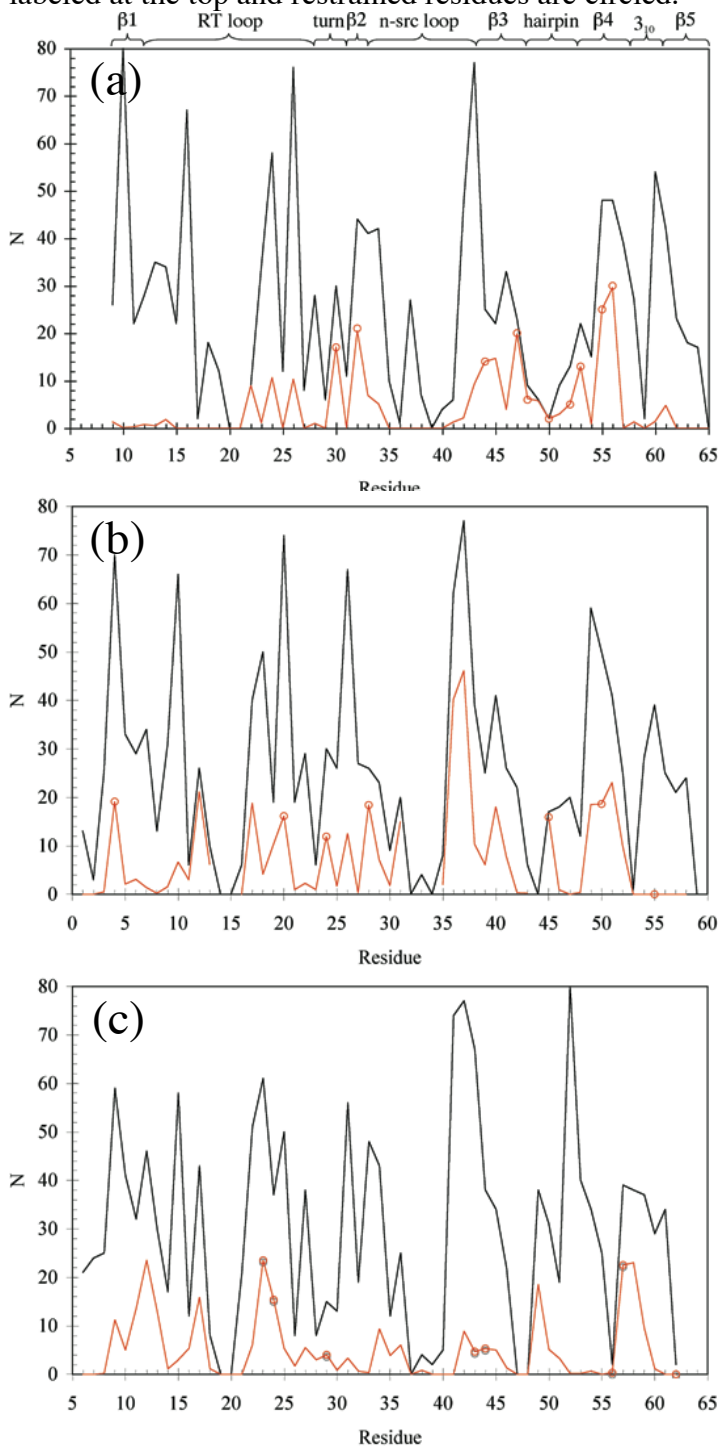 labeled at the top and restrained residues are circled.
β1 RT loop turn β2 n-src loop β3 hairpin β4 3₁₀ β5
(a)
80
70
60
50
40
30
20
10
0
N
5 10 15 20 25 30 35 40 45 50 55 60 65
Residue
(b)
80
70
60
50
40
30
20
10
0
N
0 5 10 15 20 25 30 35 40 45 50 55 60
Residue
(c)
80
70
60
50
40
30
20
10
0
N
5 10 15 20 25 30 35 40 45 50 55 60 65
Residue